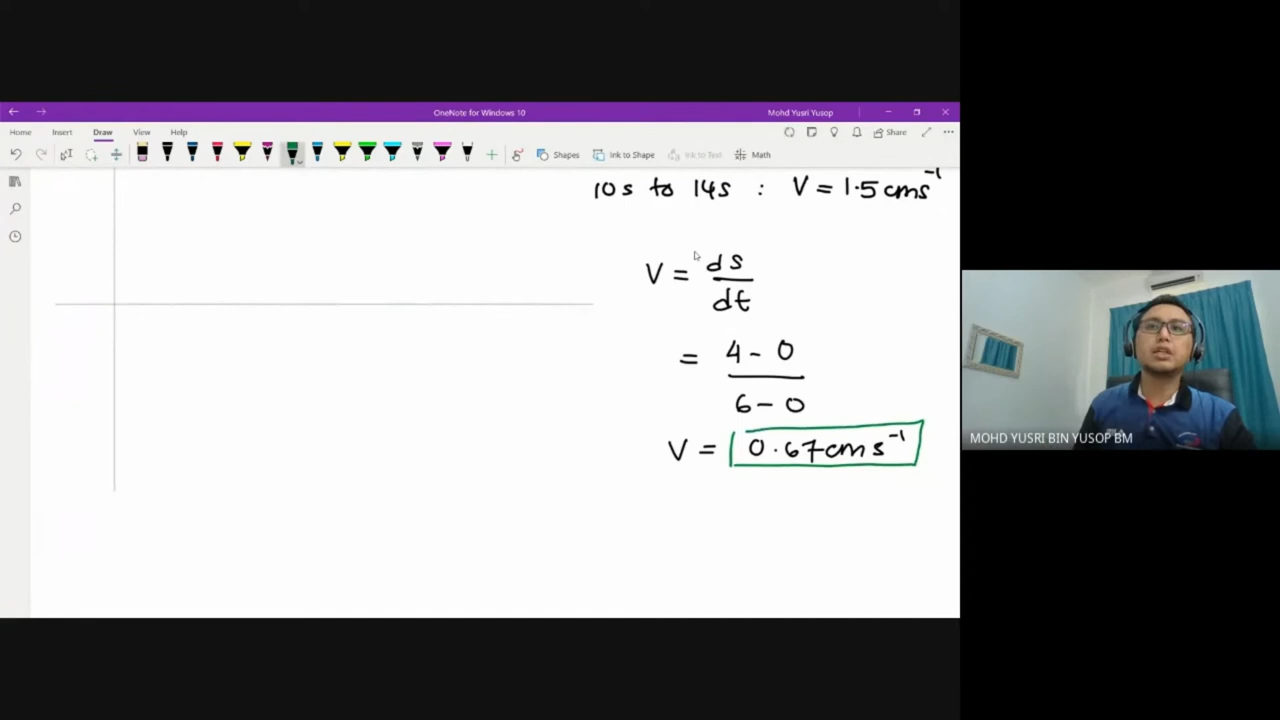 OneNote for Windows 10
Mohd Yusri Yusop
Home Insert Draw View Help
Share
Shapes Ink to Shape Ink to Text Math
10s to 14s : V = 1.5 cms⁻¹
V = ds/dt
= 4 - 0 / 6 - 0
V = 0.67 cm s⁻¹
MOHD YUSRI BIN YUSOP BM